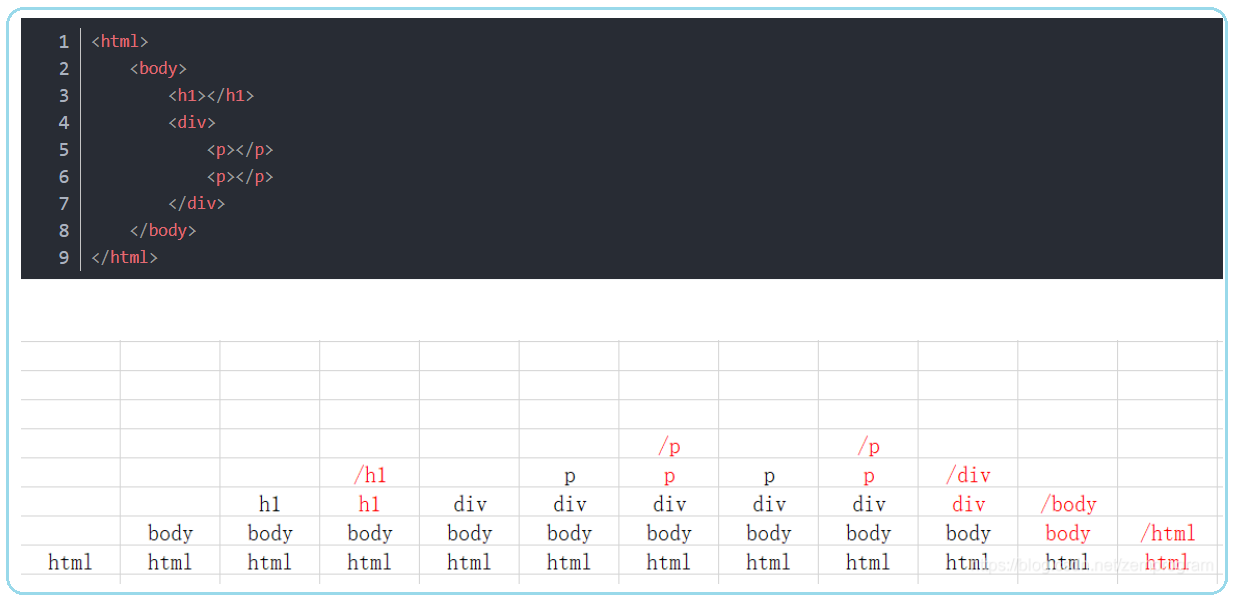 1 <html>
2 <body>
3 <h1></h1>
4 <div>
5 <p></p>
6 <p></p>
7 </div>
8 </body>
9 </html>
/p /p
/h1 p p p p /div
h1 h1 div div div div div div /body
body body body body body body body body body body /html
html html html html html html html html html html html html